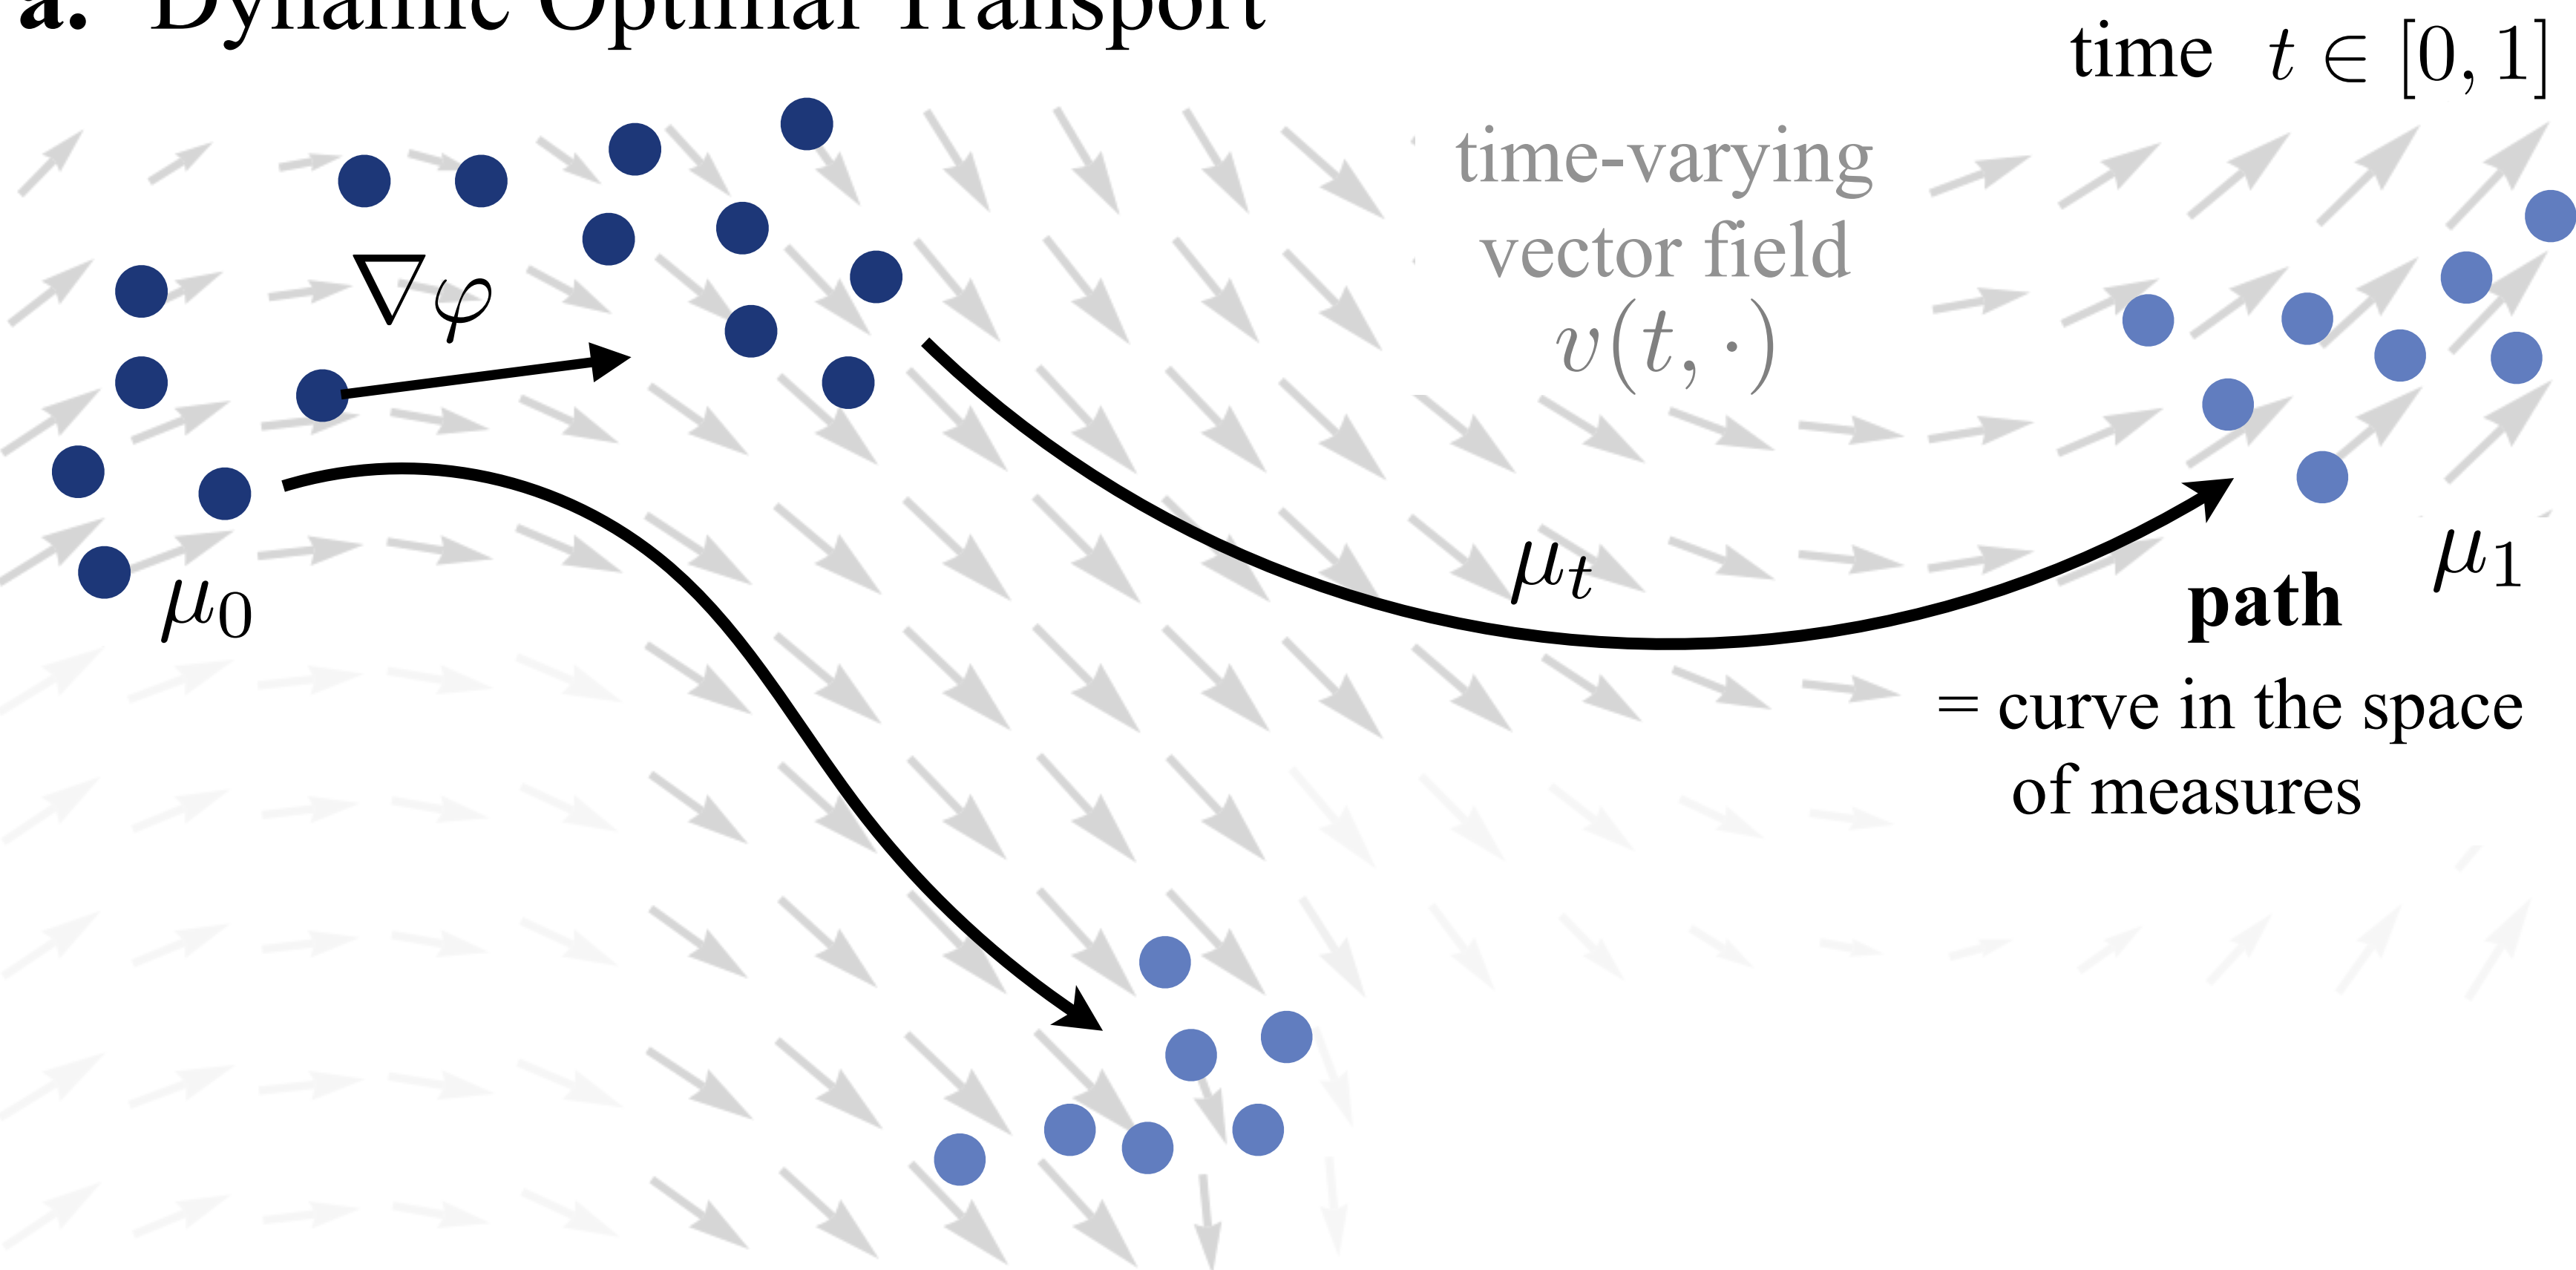 a. Dynamic Optimal Transport
time t ∈ [0, 1]
time-varying
vector field
v(t, ·)
∇φ
μ₀
μₜ
μ₁
path
= curve in the space
of measures